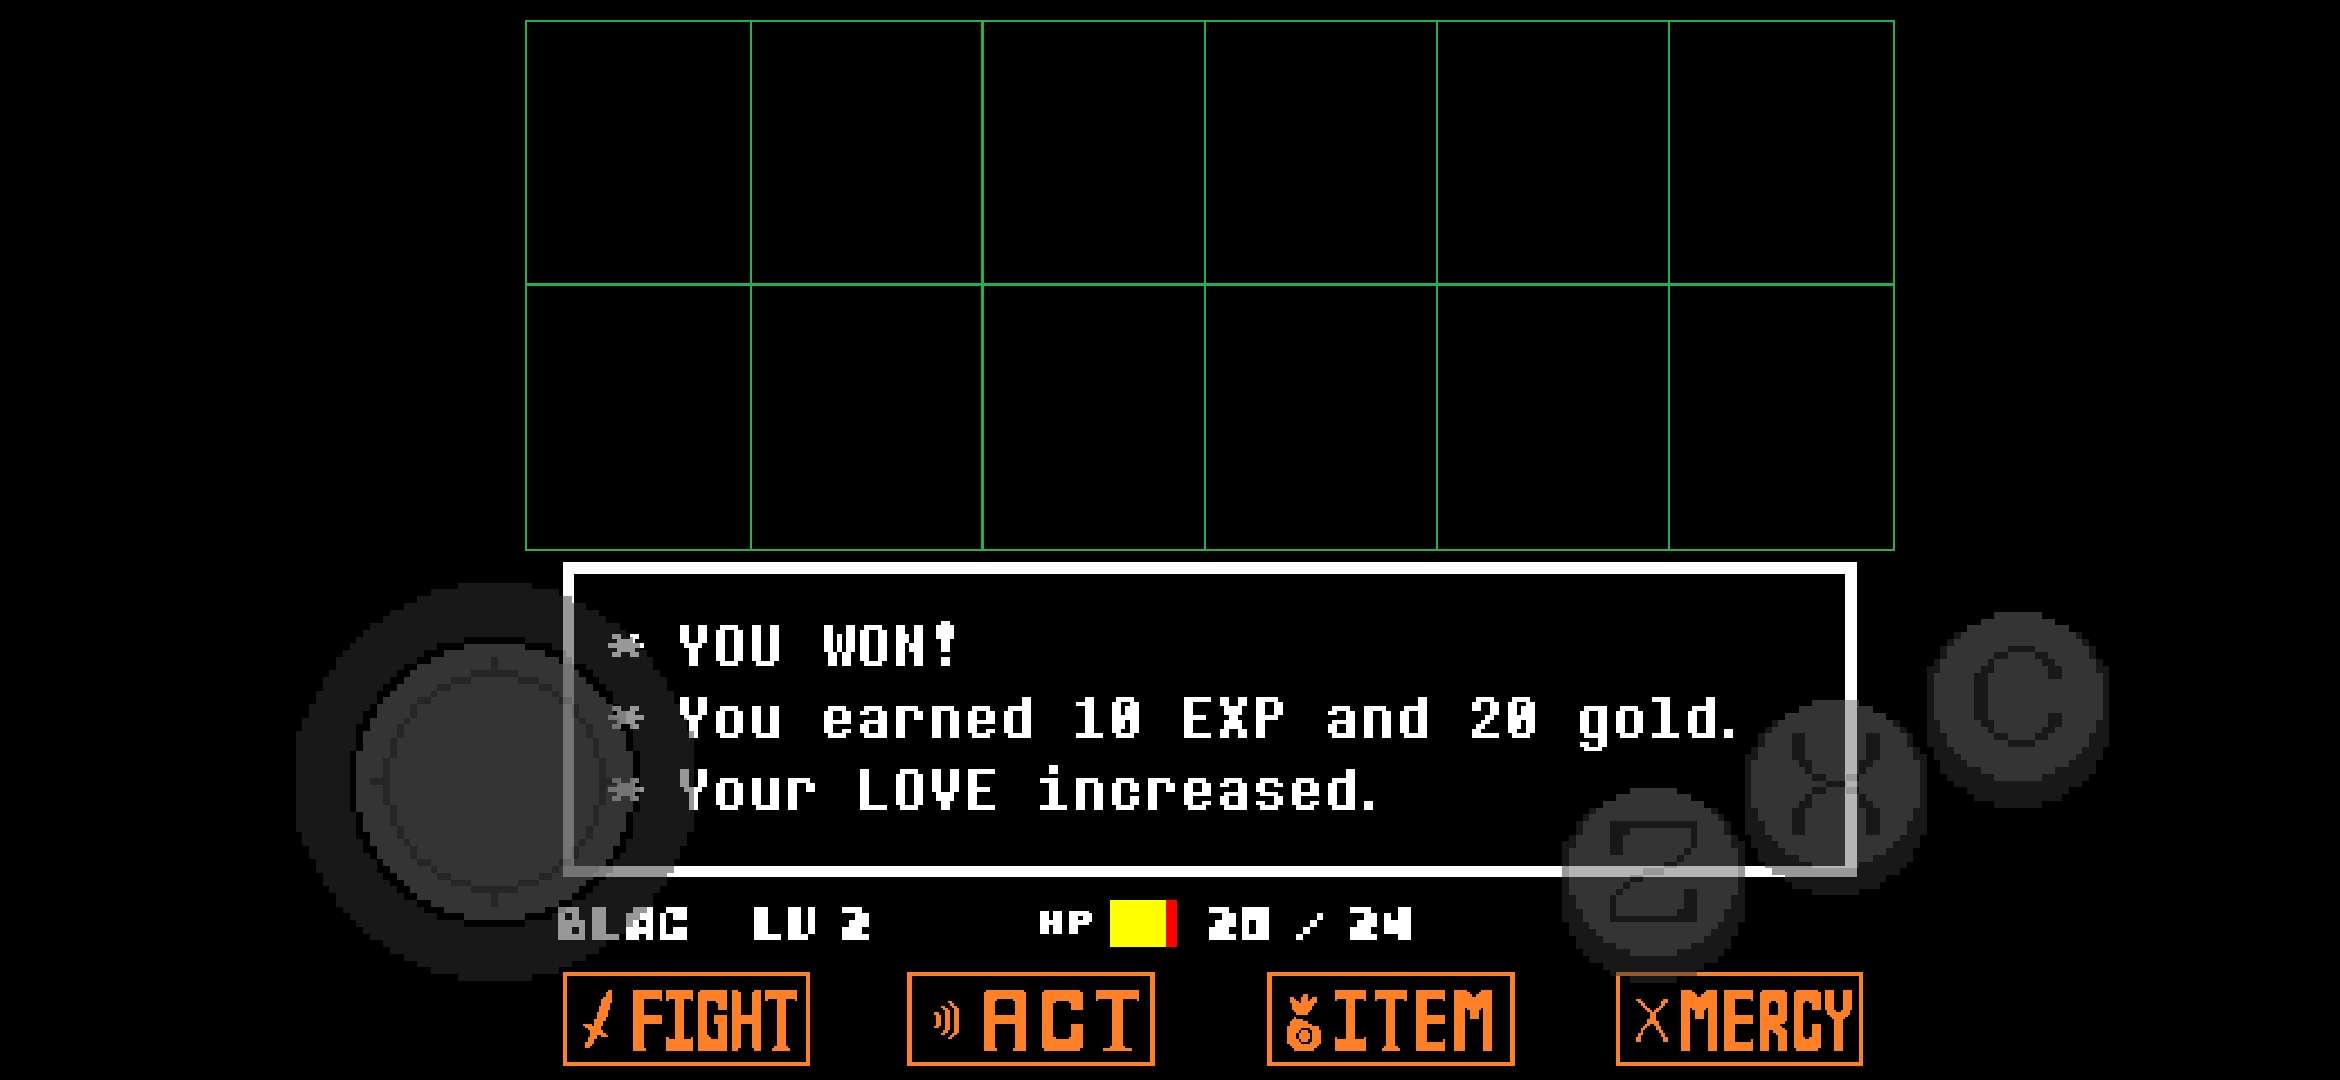 * YOU WON!
* You earned 10 EXP and 20 gold.
* Your LOVE increased.
C
X
Z
BLAC LV 2 HP 20 / 24
FIGHT ACT ITEM MERCY